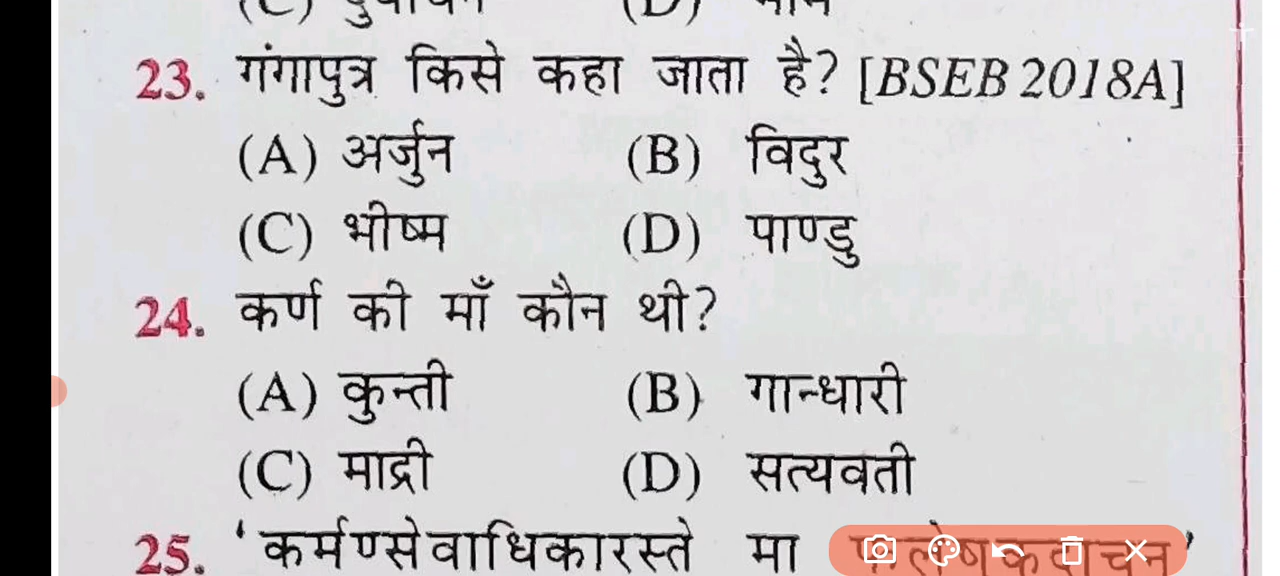 23. गंगापुत्र किसे कहा जाता है? [BSEB 2018A]
(A) अर्जुन (B) विदुर
(C) भीष्म (D) पाण्डु
24. कर्ण की माँ कौन थी?
(A) कुन्ती (B) गान्धारी
(C) माद्री (D) सत्यवती
25. 'कर्मण्सेवाधिकारस्ते मा